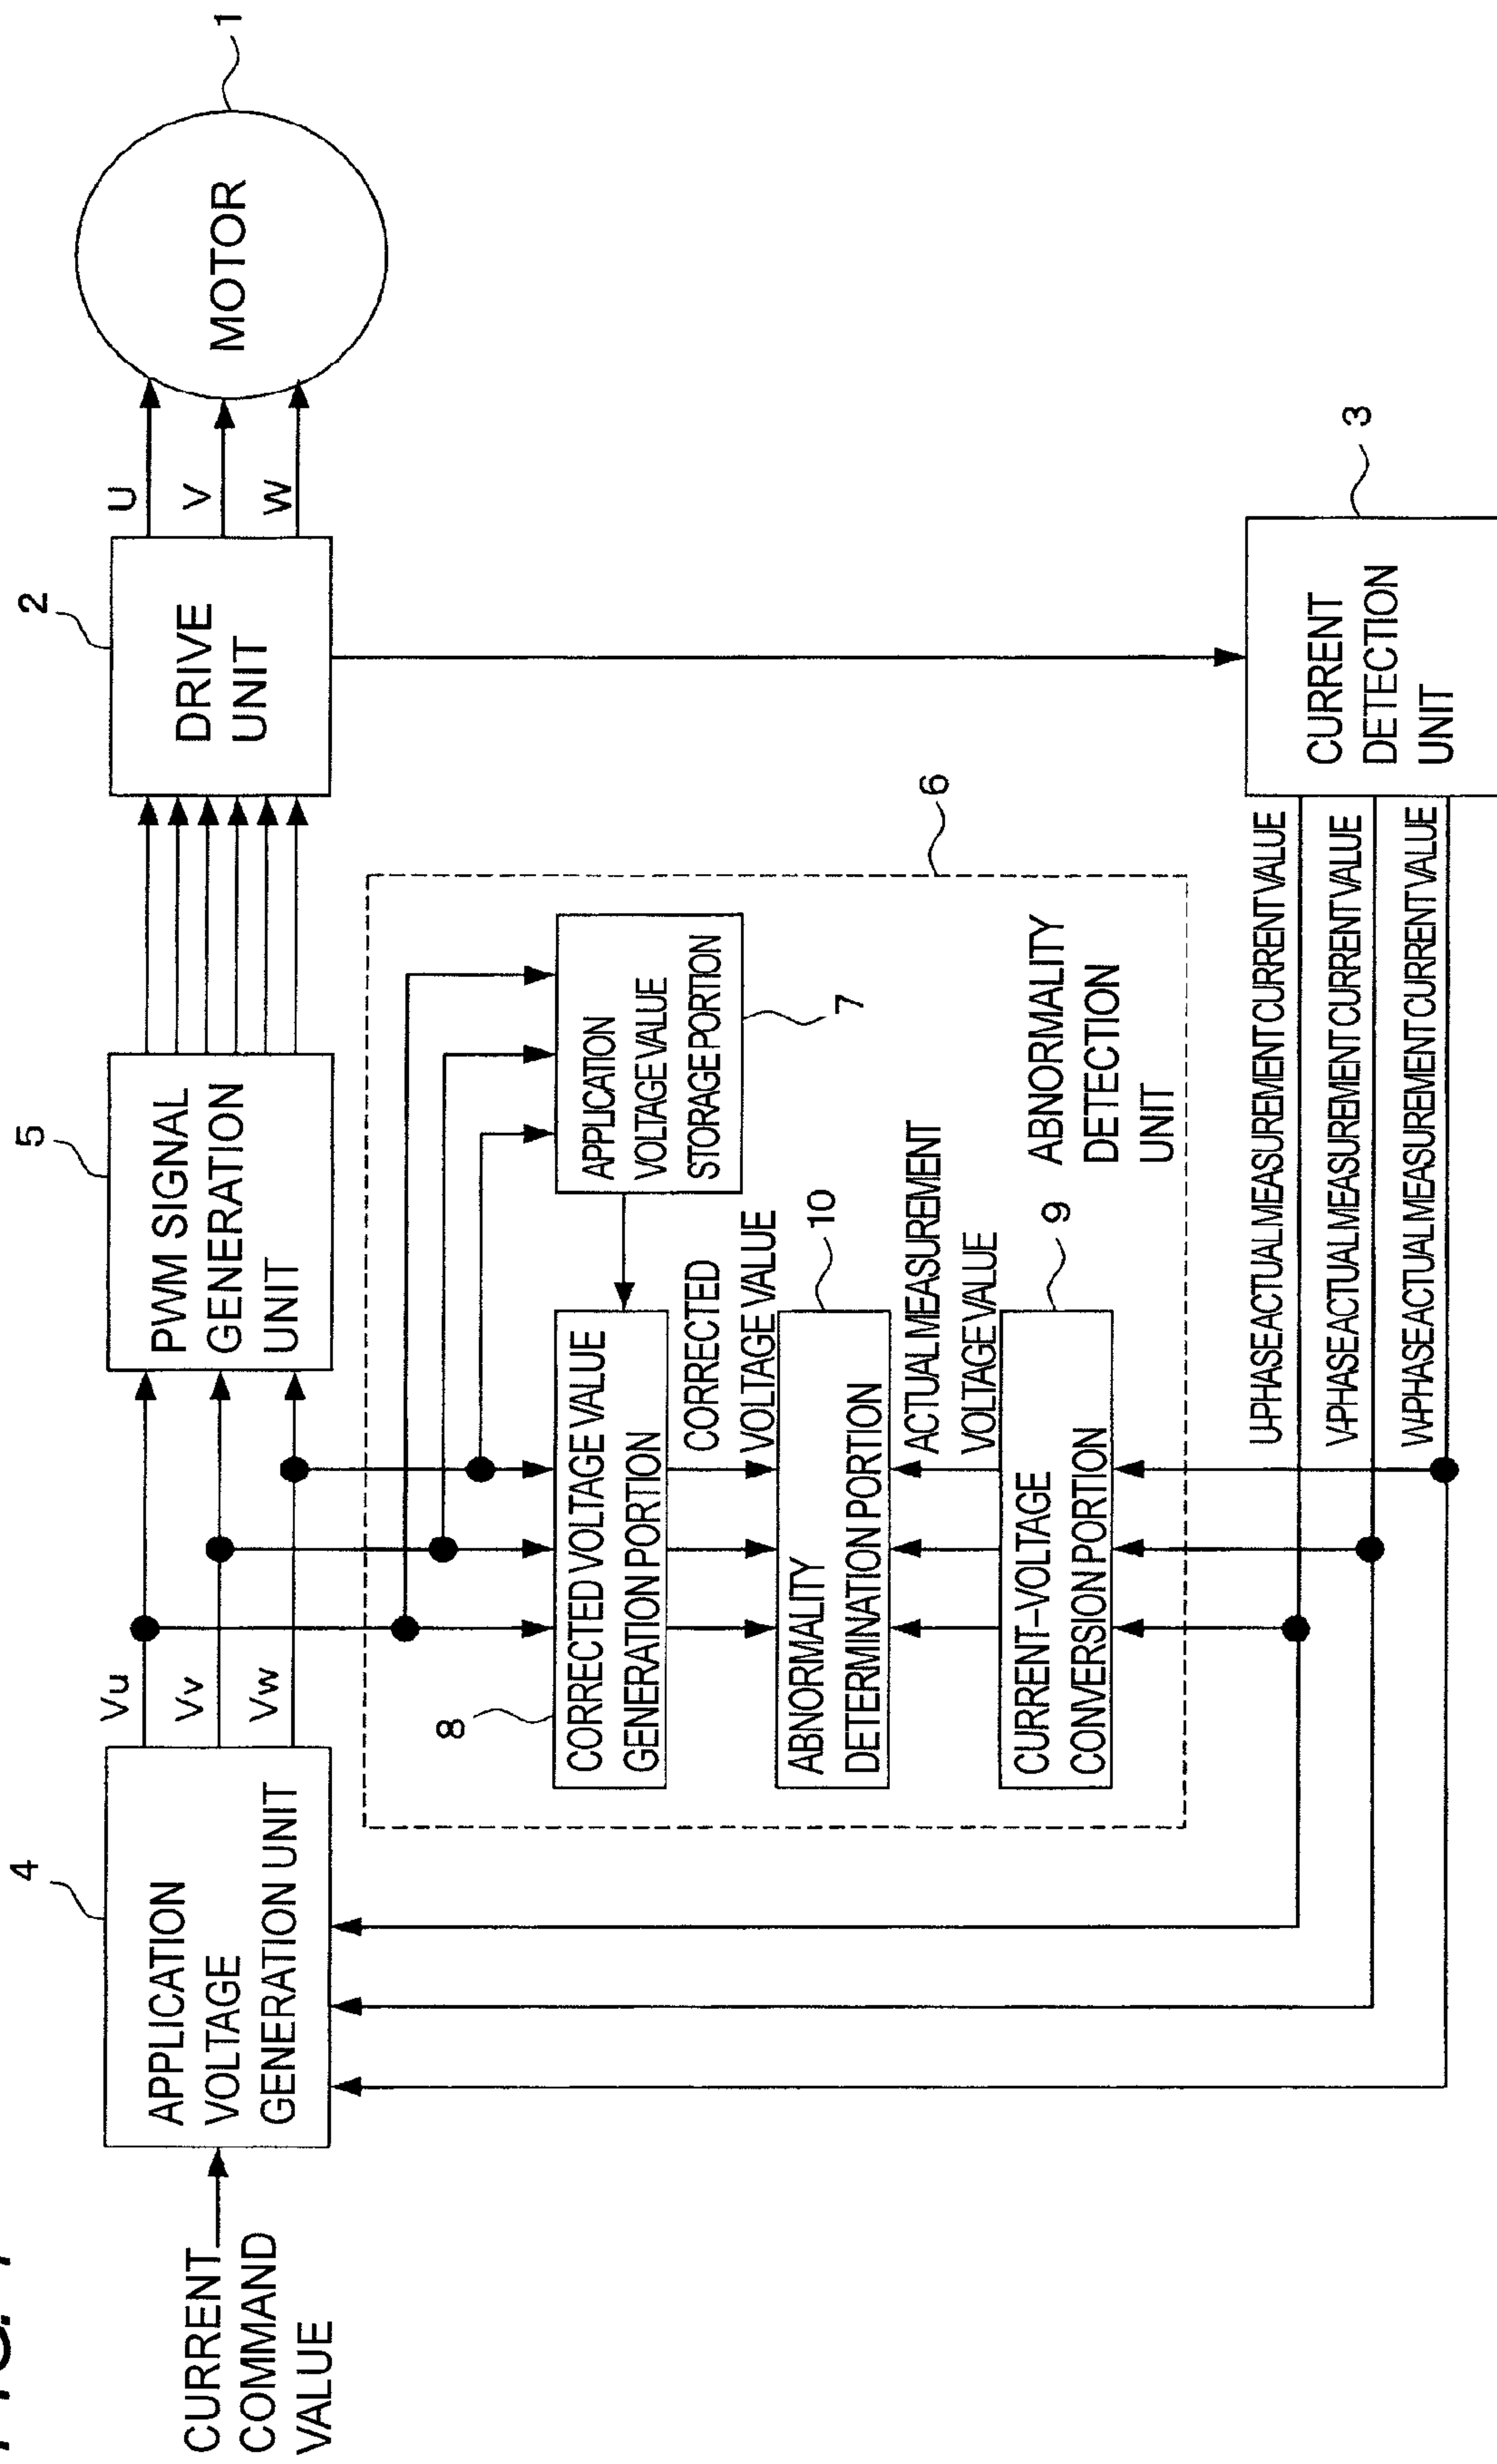 4
5
2
1
CURRENT
COMMAND
VALUE
APPLICATION
VOLTAGE
GENERATION UNIT
Vu
Vv
Vw
PWM SIGNAL
GENERATION
UNIT
DRIVE
UNIT
U
V
W
MOTOR
6
8
CORRECTED VOLTAGE VALUE
GENERATION PORTION
APPLICATION
VOLTAGE VALUE
STORAGE PORTION
7
CORRECTED
VOLTAGE VALUE
10
ABNORMALITY
DETERMINATION PORTION
ACTUAL MEASUREMENT
VOLTAGE VALUE
9
CURRENT-VOLTAGE
CONVERSION PORTION
ABNORMALITY
DETECTION
UNIT
3
CURRENT
DETECTION
UNIT
U-PHASE ACTUAL MEASUREMENT CURRENT VALUE
V-PHASE ACTUAL MEASUREMENT CURRENT VALUE
W-PHASE ACTUAL MEASUREMENT CURRENT VALUE